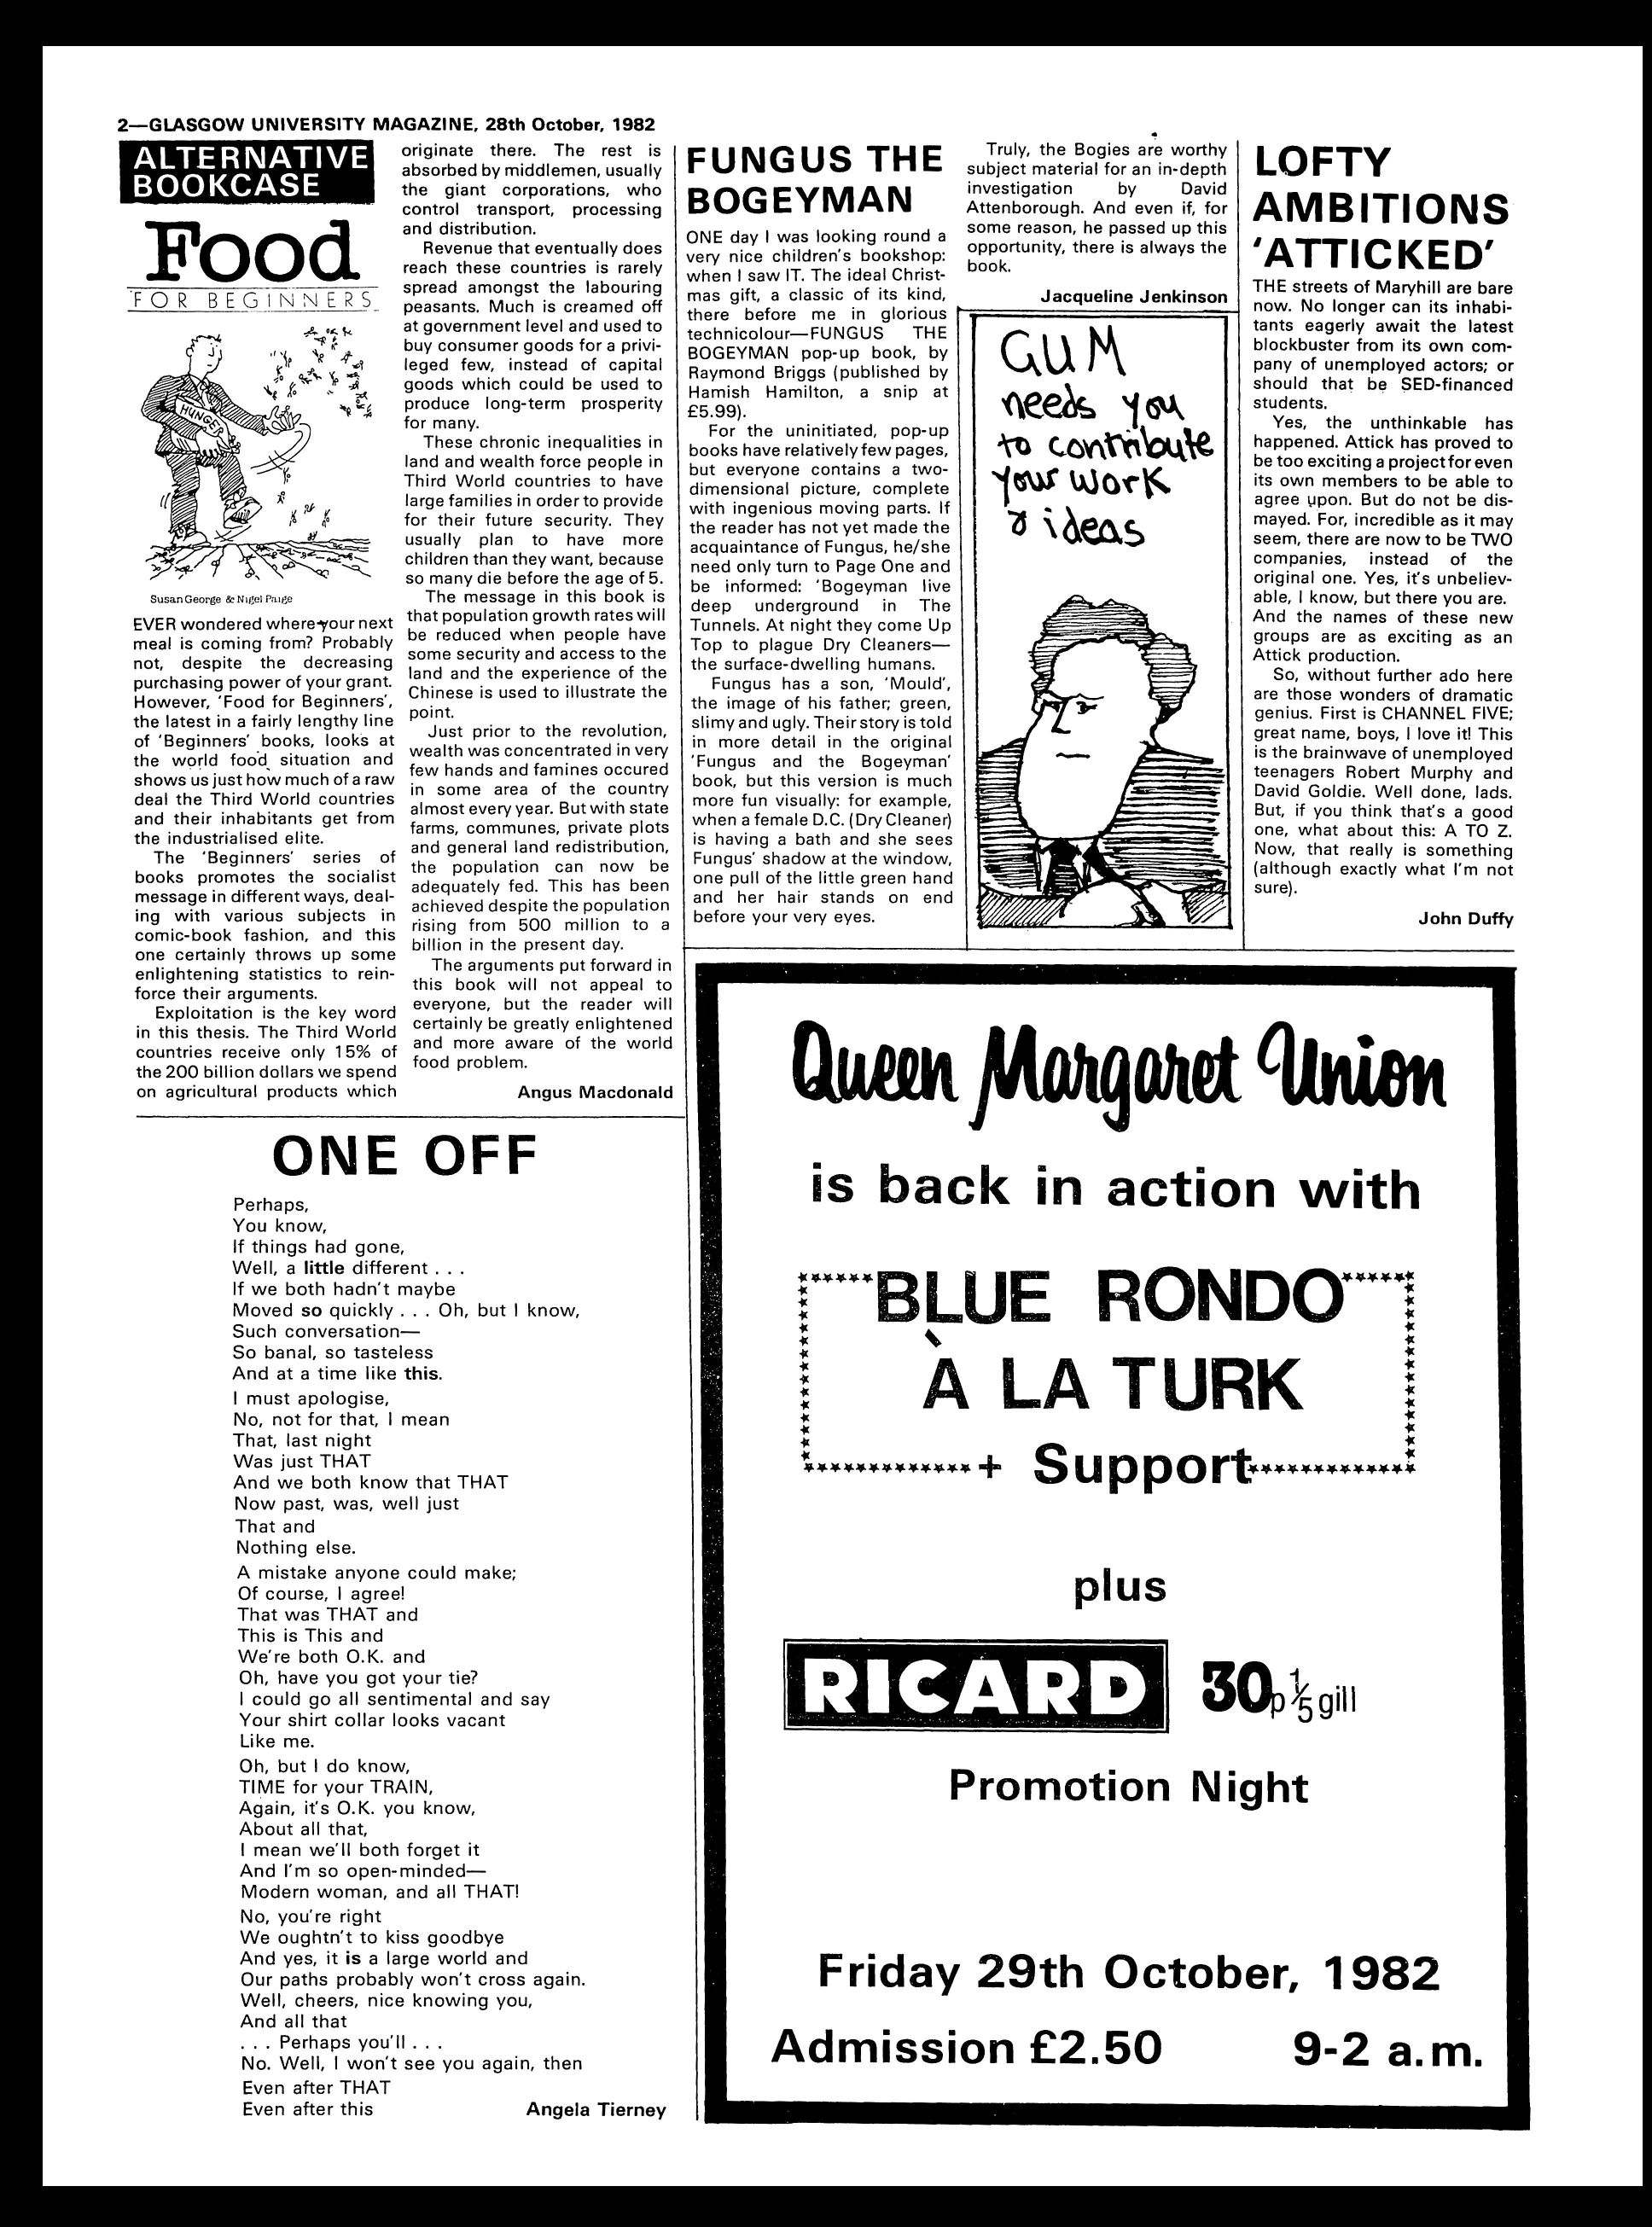 2—GLASGOW UNIVERSITY MAGAZINE, 28th October, 1982
ALTERNATIVE
BOOKCASE
Food
FOR BEGINNERS
HUNGER
Susan George & Nigel Paige
EVER wondered where your next
meal is coming from? Probably
not, despite the decreasing
purchasing power of your grant.
However, 'Food for Beginners',
the latest in a fairly lengthy line
of 'Beginners' books, looks at
the world food situation and
shows us just how much of a raw
deal the Third World countries
and their inhabitants get from
the industrialised elite.
The 'Beginners' series of
books promotes the socialist
message in different ways, deal-
ing with various subjects in
comic-book fashion, and this
one certainly throws up some
enlightening statistics to rein-
force their arguments.
Exploitation is the key word
in this thesis. The Third World
countries receive only 15% of
the 200 billion dollars we spend
on agricultural products which
originate there. The rest is
absorbed by middlemen, usually
the giant corporations, who
control transport, processing
and distribution.
Revenue that eventually does
reach these countries is rarely
spread amongst the labouring
peasants. Much is creamed off
at government level and used to
buy consumer goods for a privi-
leged few, instead of capital
goods which could be used to
produce long-term prosperity
for many.
These chronic inequalities in
land and wealth force people in
Third World countries to have
large families in order to provide
for their future security. They
usually plan to have more
children than they want, because
so many die before the age of 5.
The message in this book is
that population growth rates will
be reduced when people have
some security and access to the
land and the experience of the
Chinese is used to illustrate the
point.
Just prior to the revolution,
wealth was concentrated in very
few hands and famines occured
in some area of the country
almost every year. But with state
farms, communes, private plots
and general land redistribution,
the population can now be
adequately fed. This has been
achieved despite the population
rising from 500 million to a
billion in the present day.
The arguments put forward in
this book will not appeal to
everyone, but the reader will
certainly be greatly enlightened
and more aware of the world
food problem.
Angus Macdonald
FUNGUS THE
BOGEYMAN
ONE day I was looking round a
very nice children's bookshop:
when I saw IT. The ideal Christ-
mas gift, a classic of its kind,
there before me in glorious
technicolour—FUNGUS THE
BOGEYMAN pop-up book, by
Raymond Briggs (published by
Hamish Hamilton, a snip at
£5.99).
For the uninitiated, pop-up
books have relatively few pages,
but everyone contains a two-
dimensional picture, complete
with ingenious moving parts. If
the reader has not yet made the
acquaintance of Fungus, he/she
need only turn to Page One and
be informed: 'Bogeyman live
deep underground in The
Tunnels. At night they come Up
Top to plague Dry Cleaners—
the surface-dwelling humans.
Fungus has a son, 'Mould',
the image of his father; green,
slimy and ugly. Their story is told
in more detail in the original
'Fungus and the Bogeyman'
book, but this version is much
more fun visually: for example,
when a female D.C. (Dry Cleaner)
is having a bath and she sees
Fungus' shadow at the window,
one pull of the little green hand
and her hair stands on end
before your very eyes.
Truly, the Bogies are worthy
subject material for an in-depth
investigation by David
Attenborough. And even if, for
some reason, he passed up this
opportunity, there is always the
book.
Jacqueline Jenkinson
GUM
needs you
to contribute
your work
& ideas
LOFTY
AMBITIONS
'ATTICKED'
THE streets of Maryhill are bare
now. No longer can its inhabi-
tants eagerly await the latest
blockbuster from its own com-
pany of unemployed actors; or
should that be SED-financed
students.
Yes, the unthinkable has
happened. Attick has proved to
be too exciting a project for even
its own members to be able to
agree upon. But do not be dis-
mayed. For, incredible as it may
seem, there are now to be TWO
companies, instead of the
original one. Yes, it's unbeliev-
able, I know, but there you are.
And the names of these new
groups are as exciting as an
Attick production.
So, without further ado here
are those wonders of dramatic
genius. First is CHANNEL FIVE;
great name, boys, I love it! This
is the brainwave of unemployed
teenagers Robert Murphy and
David Goldie. Well done, lads.
But, if you think that's a good
one, what about this: A TO Z.
Now, that really is something
(although exactly what I'm not
sure).
John Duffy
ONE OFF
Perhaps,
You know,
If things had gone,
Well, a little different . . .
If we both hadn't maybe
Moved so quickly . . . Oh, but I know,
Such conversation—
So banal, so tasteless
And at a time like this.
I must apologise,
No, not for that, I mean
That, last night
Was just THAT
And we both know that THAT
Now past, was, well just
That and
Nothing else.
A mistake anyone could make;
Of course, I agree!
That was THAT and
This is This and
We're both O.K. and
Oh, have you got your tie?
I could go all sentimental and say
Your shirt collar looks vacant
Like me.
Oh, but I do know,
TIME for your TRAIN,
Again, it's O.K. you know,
About all that,
I mean we'll both forget it
And I'm so open-minded—
Modern woman, and all THAT!
No, you're right
We oughtn't to kiss goodbye
And yes, it is a large world and
Our paths probably won't cross again.
Well, cheers, nice knowing you,
And all that
. . . Perhaps you'll . . .
No. Well, I won't see you again, then
Even after THAT
Even after this
Angela Tierney
Queen Margaret Union
is back in action with
BLUE RONDO
À LA TURK
+ Support
plus
RICARD 30p 1/5 gill
Promotion Night
Friday 29th October, 1982
Admission £2.50 9-2 a.m.